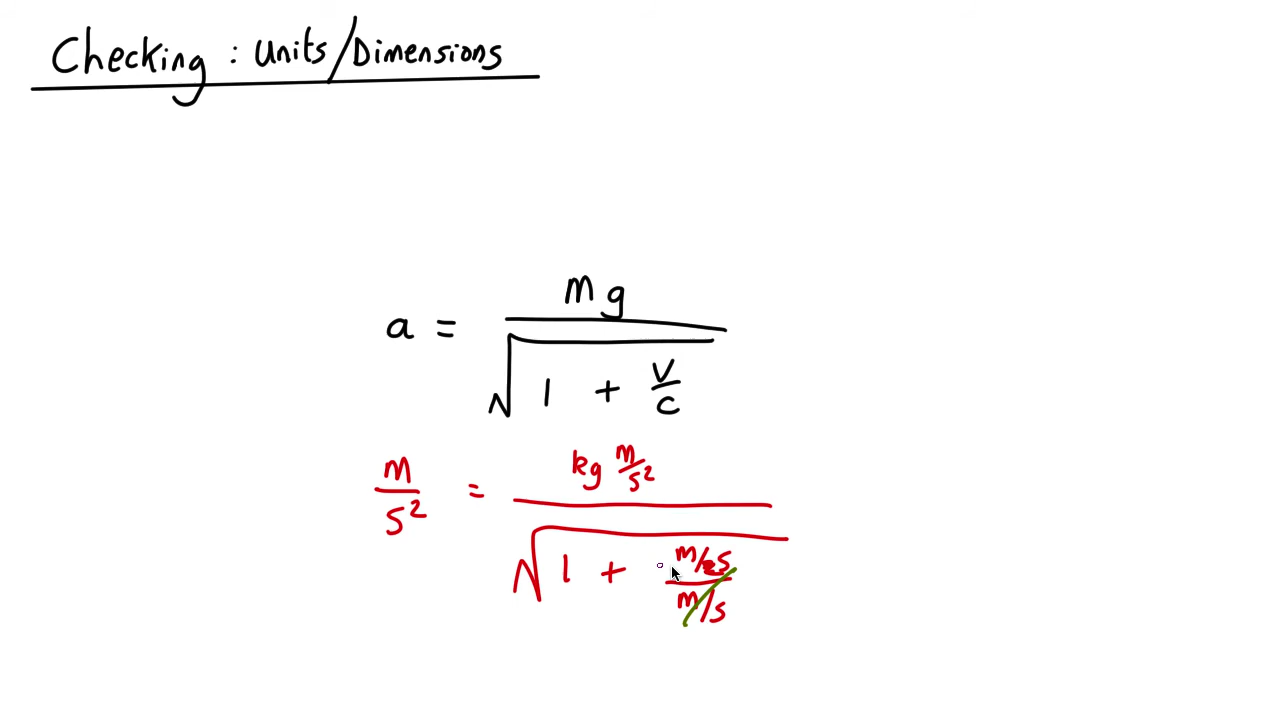 Checking : Units/Dimensions
a = mg / √(1 + v/c)
m/s² = kg m/s² / √(1 + (m/s)/(m/s))